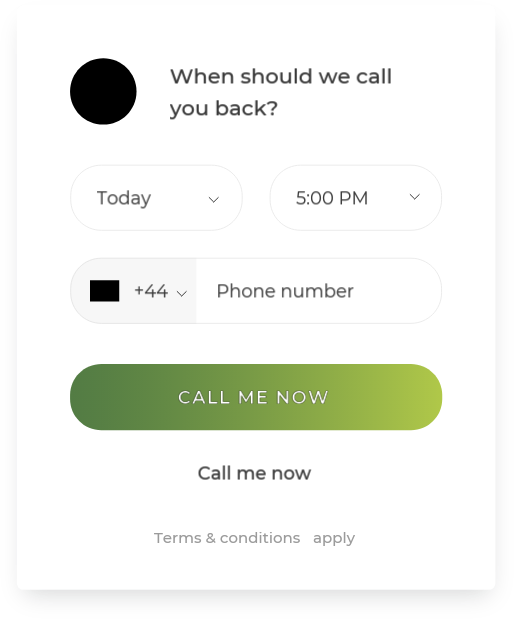 When should we call
you back?
Today
5:00 PM
+44
Phone number
CALL ME NOW
Call me now
Terms & conditions apply